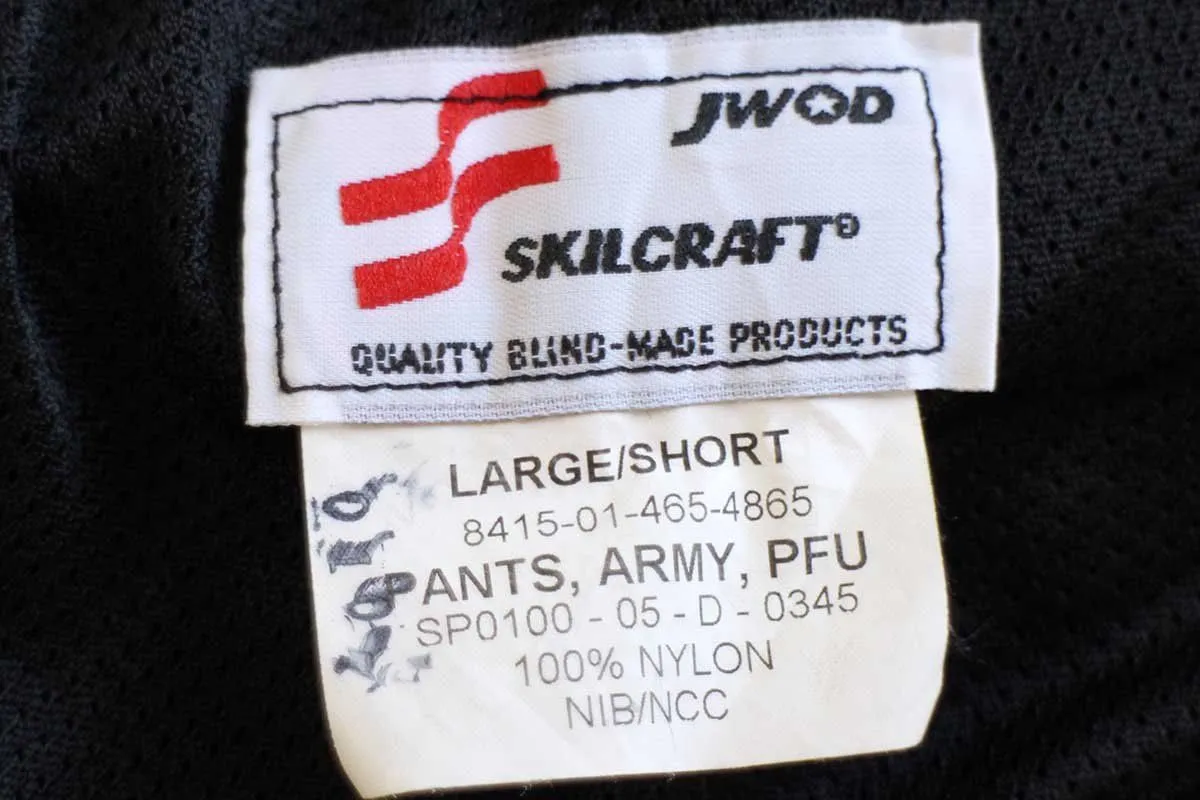 JWOD
SKILCRAFT®
QUALITY BLIND-MADE PRODUCTS
LARGE/SHORT
8415-01-465-4865
PANTS, ARMY, PFU
SP0100 - 05 - D - 0345
100% NYLON
NIB/NCC